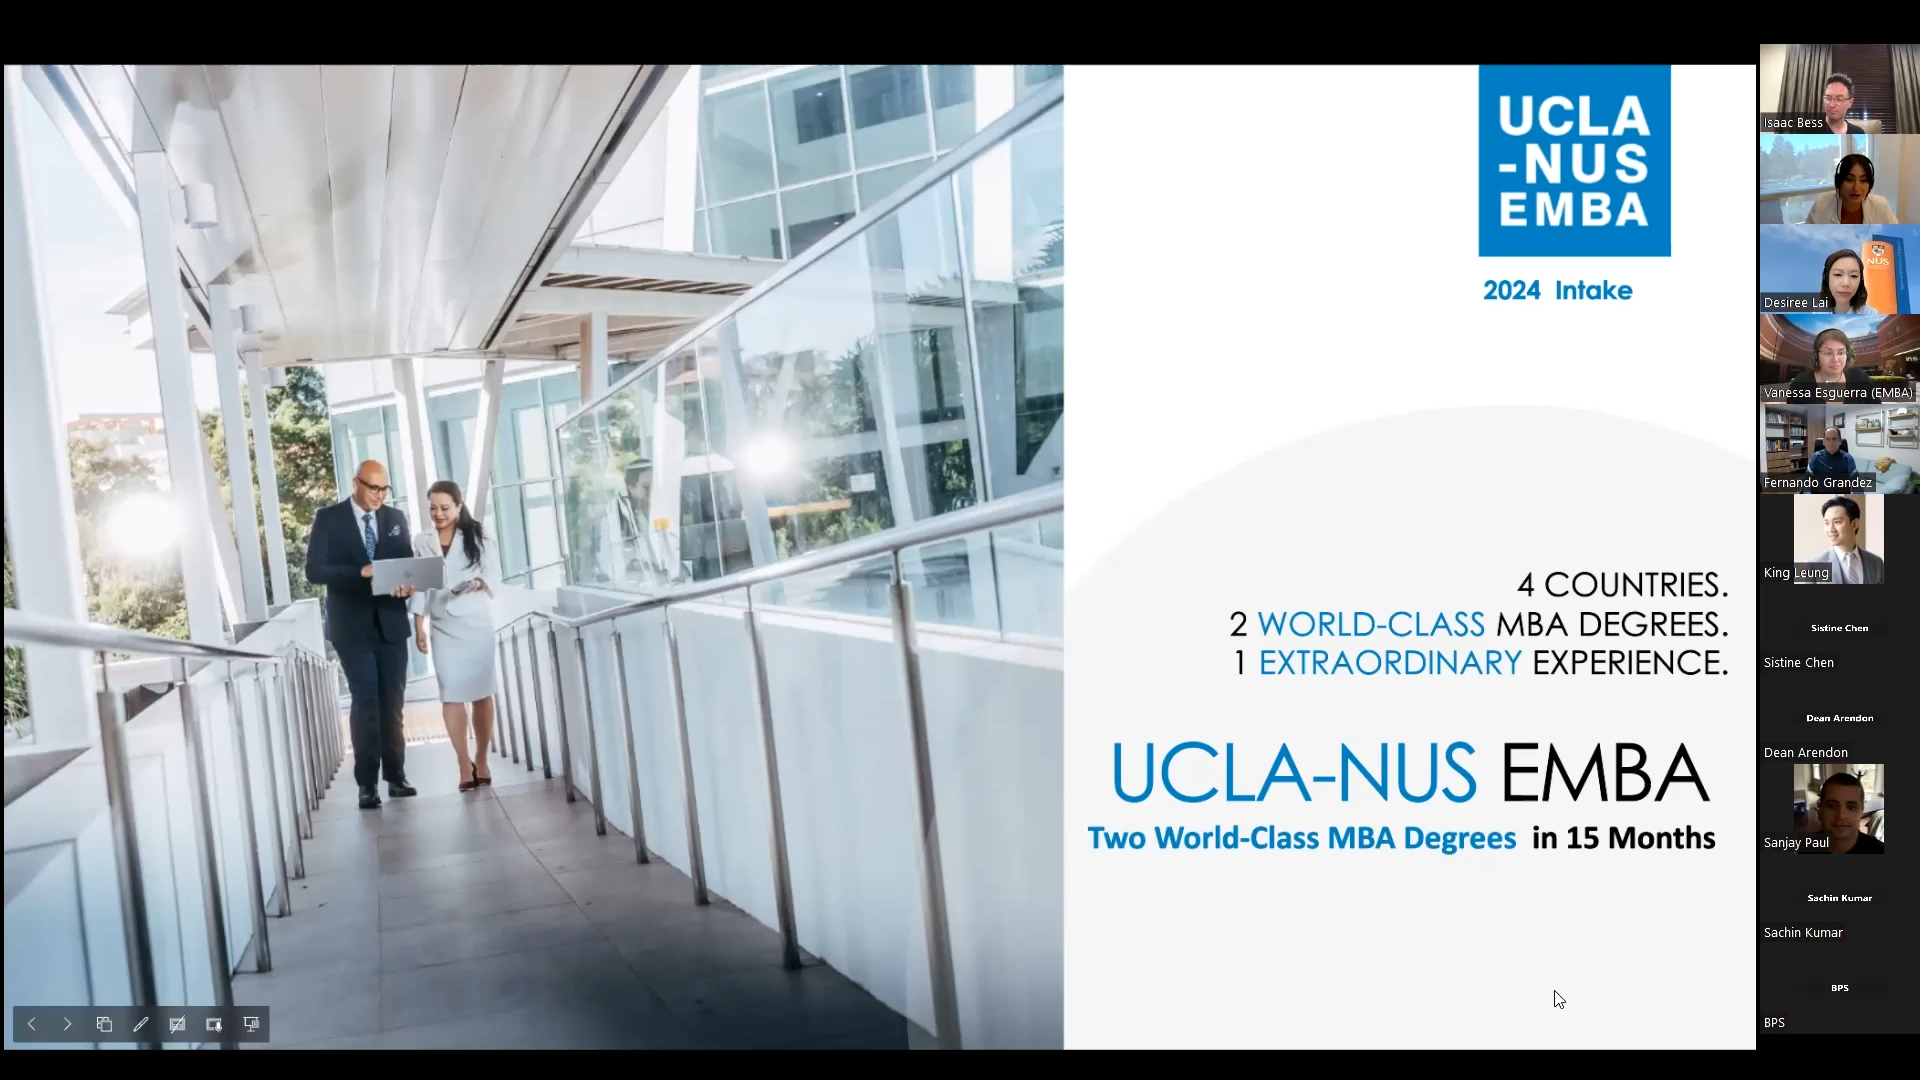 UCLA
-NUS
EMBA
2024 Intake
4 COUNTRIES.
2 WORLD-CLASS MBA DEGREES.
1 EXTRAORDINARY EXPERIENCE.
UCLA-NUS EMBA
Two World-Class MBA Degrees in 15 Months
Isaac Bess
NUS
Desiree Lai
Vanessa Esguerra (EMBA)
Fernando Grandez
King Leung
Sistine Chen
Sistine Chen
Dean Arendon
Dean Arendon
Sanjay Paul
Sachin Kumar
Sachin Kumar
BPS
BPS